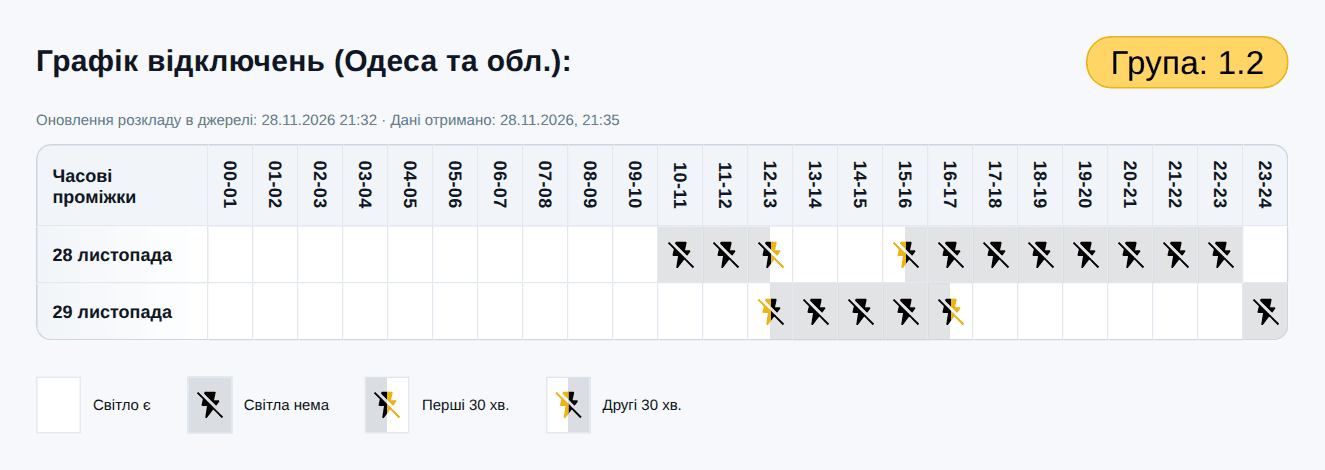 Графік відключень (Одеса та обл.):
Група: 1.2
Оновлення розкладу в джерелі: 28.11.2026 21:32 · Дані отримано: 28.11.2026, 21:35
Часові
проміжки
00-01
01-02
02-03
03-04
04-05
05-06
06-07
07-08
08-09
09-10
10-11
11-12
12-13
13-14
14-15
15-16
16-17
17-18
18-19
19-20
20-21
21-22
22-23
23-24
28 листопада
29 листопада
Світло є
Світла нема
Перші 30 хв.
Другі 30 хв.